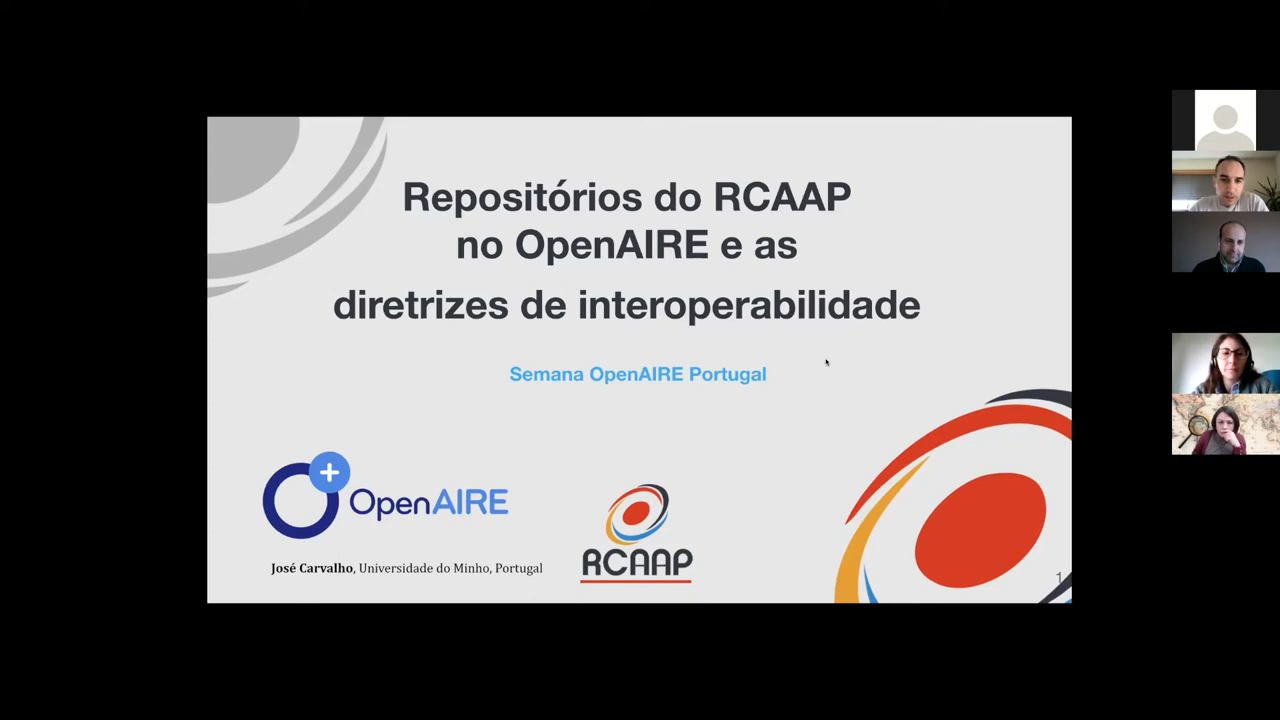 Repositórios do RCAAP
no OpenAIRE e as
diretrizes de interoperabilidade
Semana OpenAIRE Portugal
OpenAIRE
RCAAP
José Carvalho, Universidade do Minho, Portugal
1